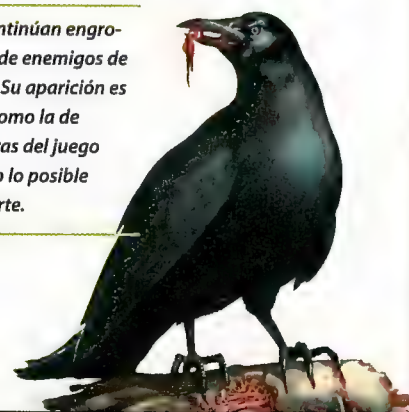 ntinúan engro-
de enemigos de
Su aparición es
omo la de
as del juego
o lo posible
rte.